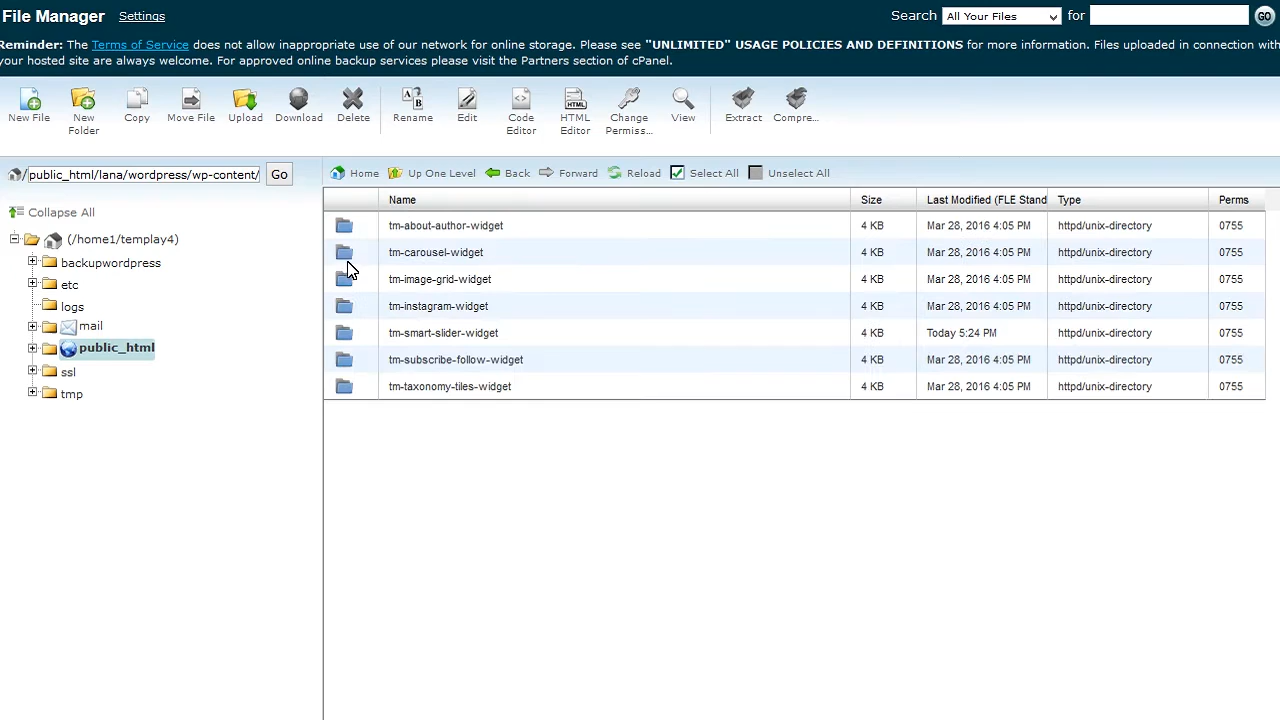 File Manager Settings Search All Your Files for GO
Reminder: The Terms of Service does not allow inappropriate use of our network for online storage. Please see "UNLIMITED" USAGE POLICIES AND DEFINITIONS for more information. Files uploaded in connection with
your hosted site are always welcome. For approved online backup services please visit the Partners section of cPanel.
New File New Folder Copy Move File Upload Download Delete Rename Edit Code Editor HTML Editor Change Permiss... View Extract Compre...
/public_html/lana/wordpress/wp-content/ Go Home Up One Level Back Forward Reload Select All Unselect All
Collapse All
(/home1/templay4)
backupwordpress
etc
logs
mail
public_html
ssl
tmp
Name Size Last Modified (FLE Stand Type Perms
tm-about-author-widget 4 KB Mar 28, 2016 4:05 PM httpd/unix-directory 0755
tm-carousel-widget 4 KB Mar 28, 2016 4:05 PM httpd/unix-directory 0755
tm-image-grid-widget 4 KB Mar 28, 2016 4:05 PM httpd/unix-directory 0755
tm-instagram-widget 4 KB Mar 28, 2016 4:05 PM httpd/unix-directory 0755
tm-smart-slider-widget 4 KB Today 5:24 PM httpd/unix-directory 0755
tm-subscribe-follow-widget 4 KB Mar 28, 2016 4:05 PM httpd/unix-directory 0755
tm-taxonomy-tiles-widget 4 KB Mar 28, 2016 4:05 PM httpd/unix-directory 0755